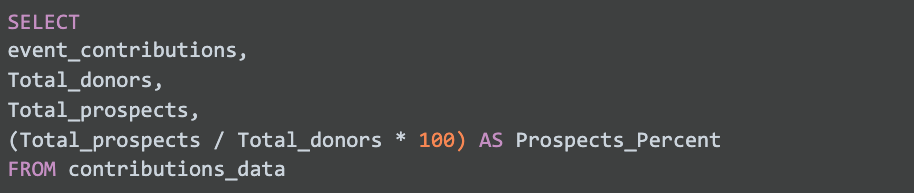 SELECT
event_contributions,
Total_donors,
Total_prospects,
(Total_prospects / Total_donors * 100) AS Prospects_Percent
FROM contributions_data